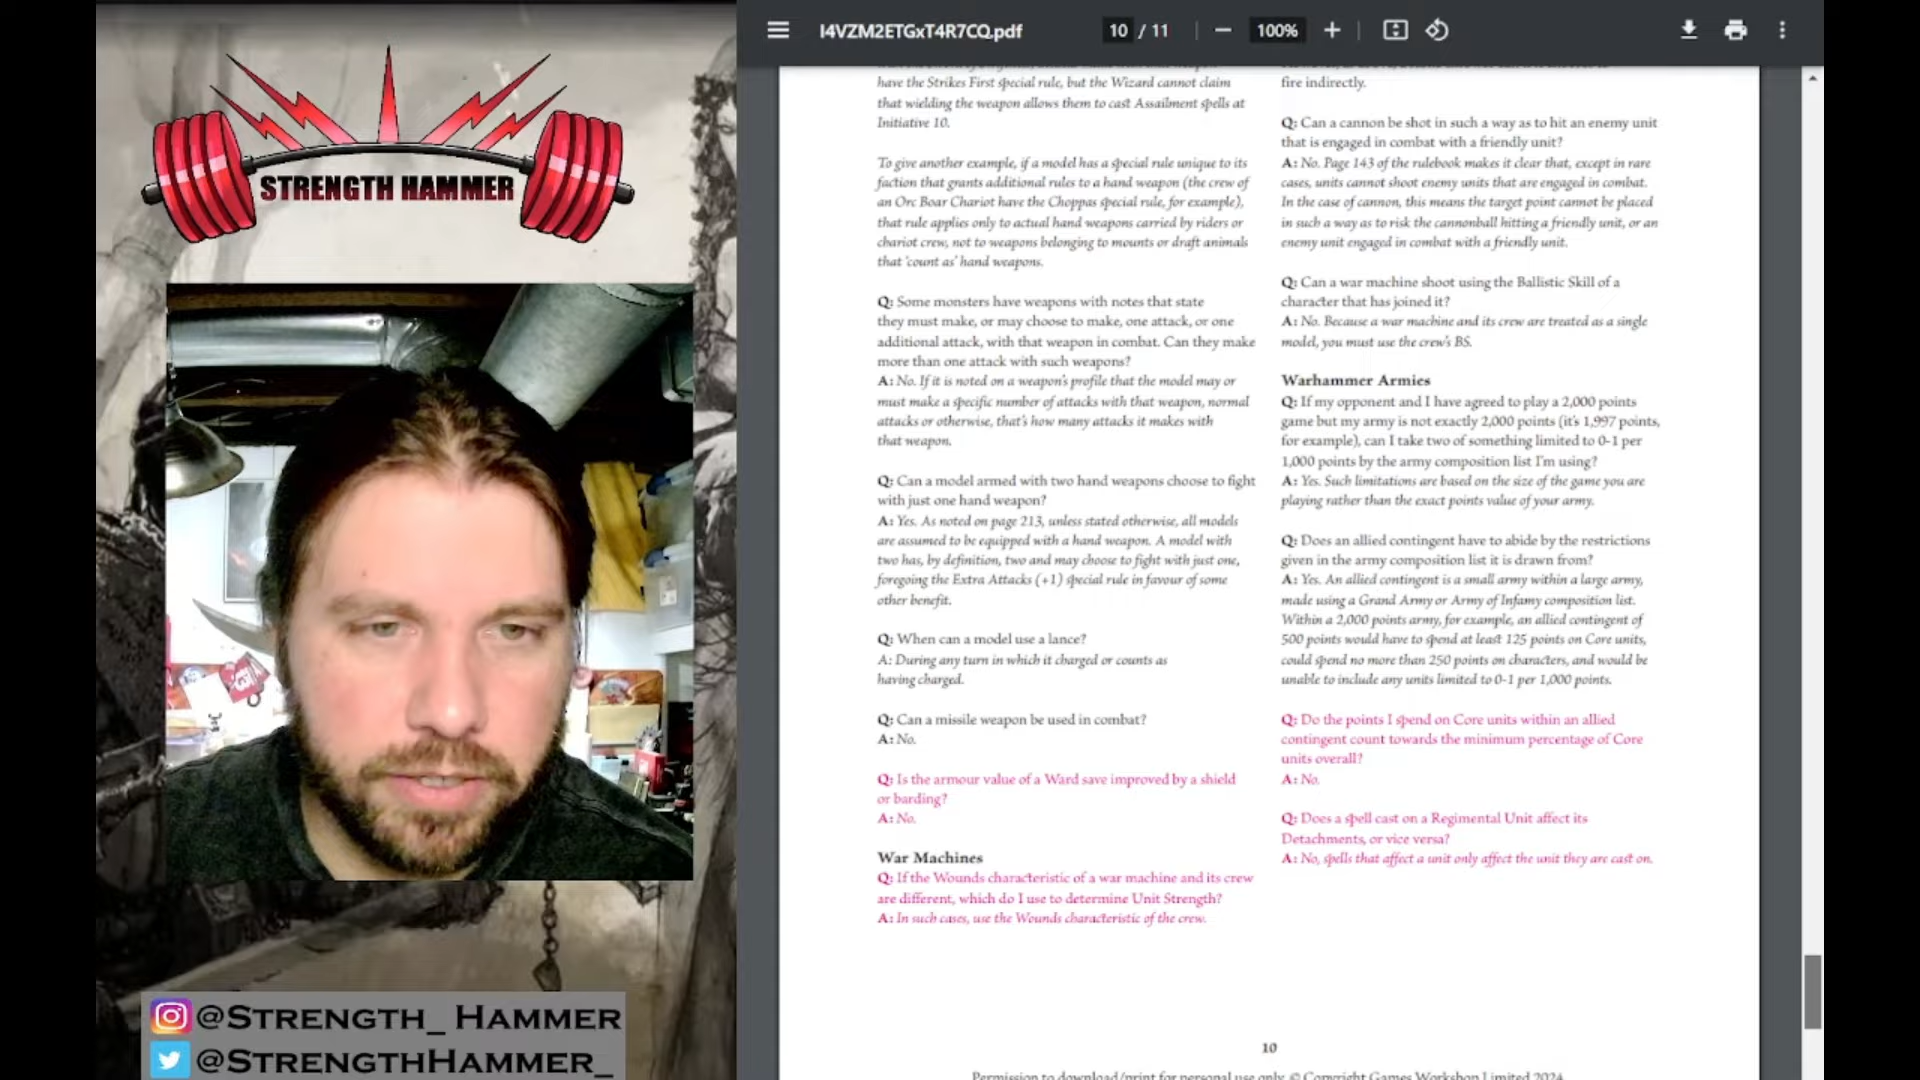 STRENGTH HAMMER
@STRENGTH_ HAMMER
@STRENGTHHAMMER_
I4VZM2ETGxT4R7CQ.pdf
10 / 11
100%
have the Strikes First special rule, but the Wizard cannot claim
that wielding the weapon allows them to cast Assailment spells at
Initiative 10.
To give another example, if a model has a special rule unique to its
faction that grants additional rules to a hand weapon (the crew of
an Orc Boar Chariot have the Choppas special rule, for example),
that rule applies only to actual hand weapons carried by riders or
chariot crew, not to weapons belonging to mounts or draft animals
that 'count as' hand weapons.
Q: Some monsters have weapons with notes that state
they must make, or may choose to make, one attack, or one
additional attack, with that weapon in combat. Can they make
more than one attack with such weapons?
A: No. If it is noted on a weapon's profile that the model may or
must make a specific number of attacks with that weapon, normal
attacks or otherwise, that's how many attacks it makes with
that weapon.
Q: Can a model armed with two hand weapons choose to fight
with just one hand weapon?
A: Yes. As noted on page 213, unless stated otherwise, all models
are assumed to be equipped with a hand weapon. A model with
two has, by definition, two and may choose to fight with just one,
foregoing the Extra Attacks (+1) special rule in favour of some
other benefit.
Q: When can a model use a lance?
A: During any turn in which it charged or counts as
having charged.
Q: Can a missile weapon be used in combat?
A: No.
Q: Is the armour value of a Ward save improved by a shield
or barding?
A: No.
War Machines
Q: If the Wounds characteristic of a war machine and its crew
are different, which do I use to determine Unit Strength?
A: In such cases, use the Wounds characteristic of the crew.
fire indirectly.
Q: Can a cannon be shot in such a way as to hit an enemy unit
that is engaged in combat with a friendly unit?
A: No. Page 143 of the rulebook makes it clear that, except in rare
cases, units cannot shoot enemy units that are engaged in combat.
In the case of cannon, this means the target point cannot be placed
in such a way as to risk the cannonball hitting a friendly unit, or an
enemy unit engaged in combat with a friendly unit.
Q: Can a war machine shoot using the Ballistic Skill of a
character that has joined it?
A: No. Because a war machine and its crew are treated as a single
model, you must use the crew's BS.
Warhammer Armies
Q: If my opponent and I have agreed to play a 2,000 points
game but my army is not exactly 2,000 points (it's 1,997 points,
for example), can I take two of something limited to 0-1 per
1,000 points by the army composition list I'm using?
A: Yes. Such limitations are based on the size of the game you are
playing rather than the exact points value of your army.
Q: Does an allied contingent have to abide by the restrictions
given in the army composition list it is drawn from?
A: Yes. An allied contingent is a small army within a large army,
made using a Grand Army or Army of Infamy composition list.
Within a 2,000 points army, for example, an allied contingent of
500 points would have to spend at least 125 points on Core units,
could spend no more than 250 points on characters, and would be
unable to include any units limited to 0-1 per 1,000 points.
Q: Do the points I spend on Core units within an allied
contingent count towards the minimum percentage of Core
units overall?
A: No.
Q: Does a spell cast on a Regimental Unit affect its
Detachments, or vice versa?
A: No, spells that affect a unit only affect the unit they are cast on.
10
Permission to download/print for personal use only. © Copyright Games Workshop Limited 2024